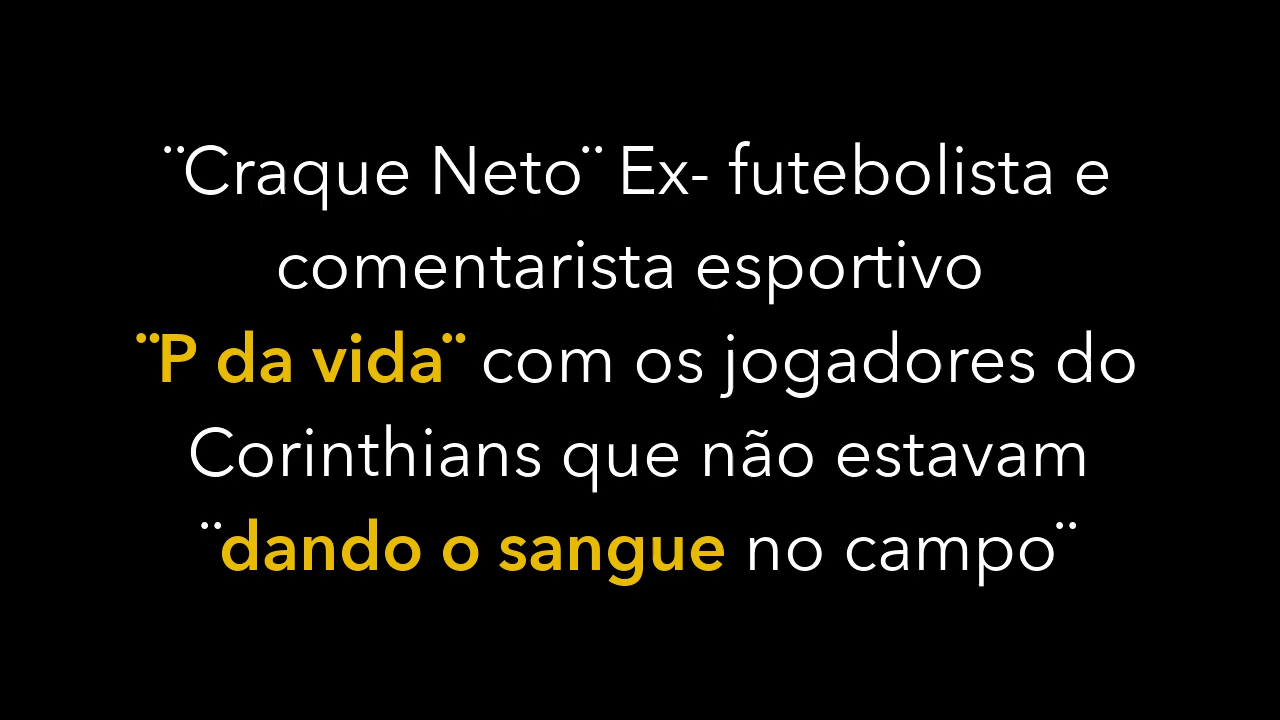 ¨Craque Neto¨ Ex- futebolista e
comentarista esportivo
¨P da vida¨ com os jogadores do
Corinthians que não estavam
¨dando o sangue no campo¨